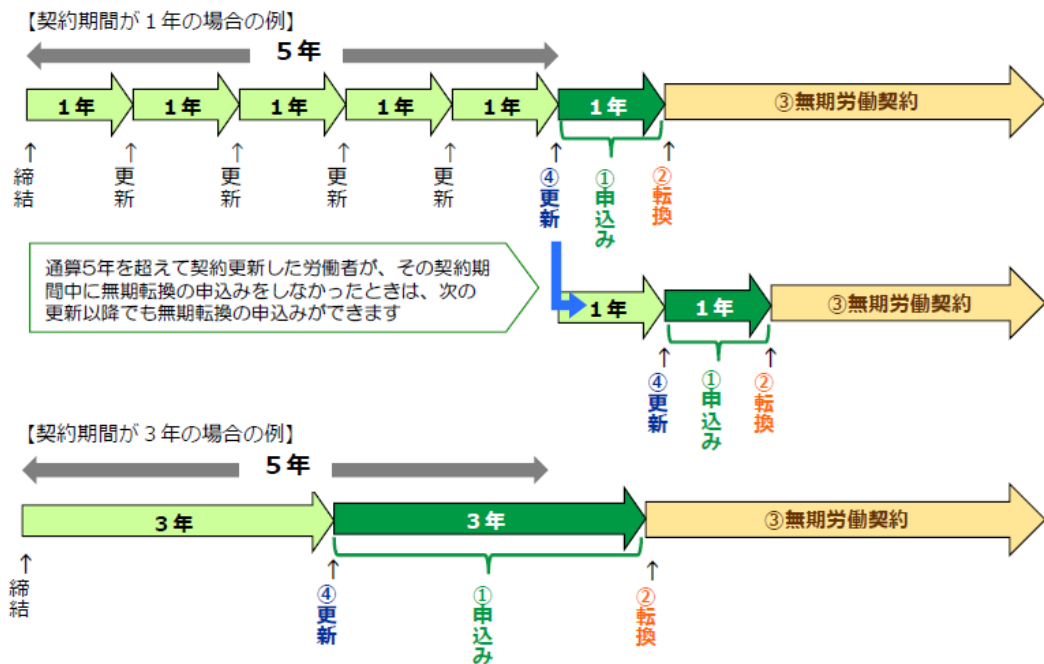 【契約期間が1年の場合の例】
5年
1年 1年 1年 1年 1年 1年 ③無期労働契約
↑締結 ↑更新 ↑更新 ↑更新 ↑更新 ↑④更新 ①申込み ↑②転換
通算5年を超えて契約更新した労働者が、その契約期
間中に無期転換の申込みをしなかったときは、次の
更新以降でも無期転換の申込みができます
1年 1年 ③無期労働契約
↑④更新 ①申込み ↑②転換
【契約期間が3年の場合の例】
5年
3年 3年 ③無期労働契約
↑締結 ↑④更新 ①申込み ↑②転換